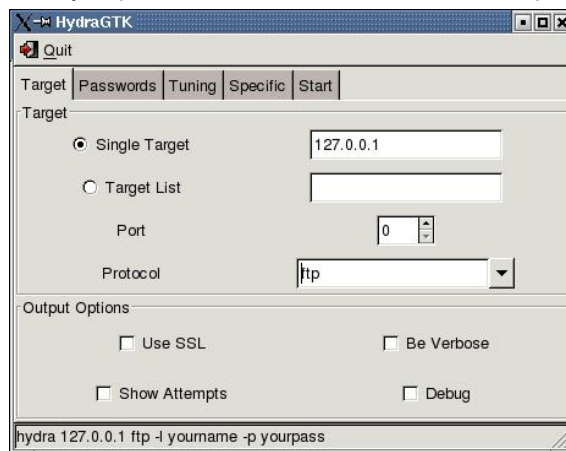 HydraGTK
Quit
Target Passwords Tuning Specific Start
Target
Single Target 127.0.0.1
Target List
Port 0
Protocol ftp
Output Options
Use SSL Be Verbose
Show Attempts Debug
hydra 127.0.0.1 ftp -l yourname -p yourpass